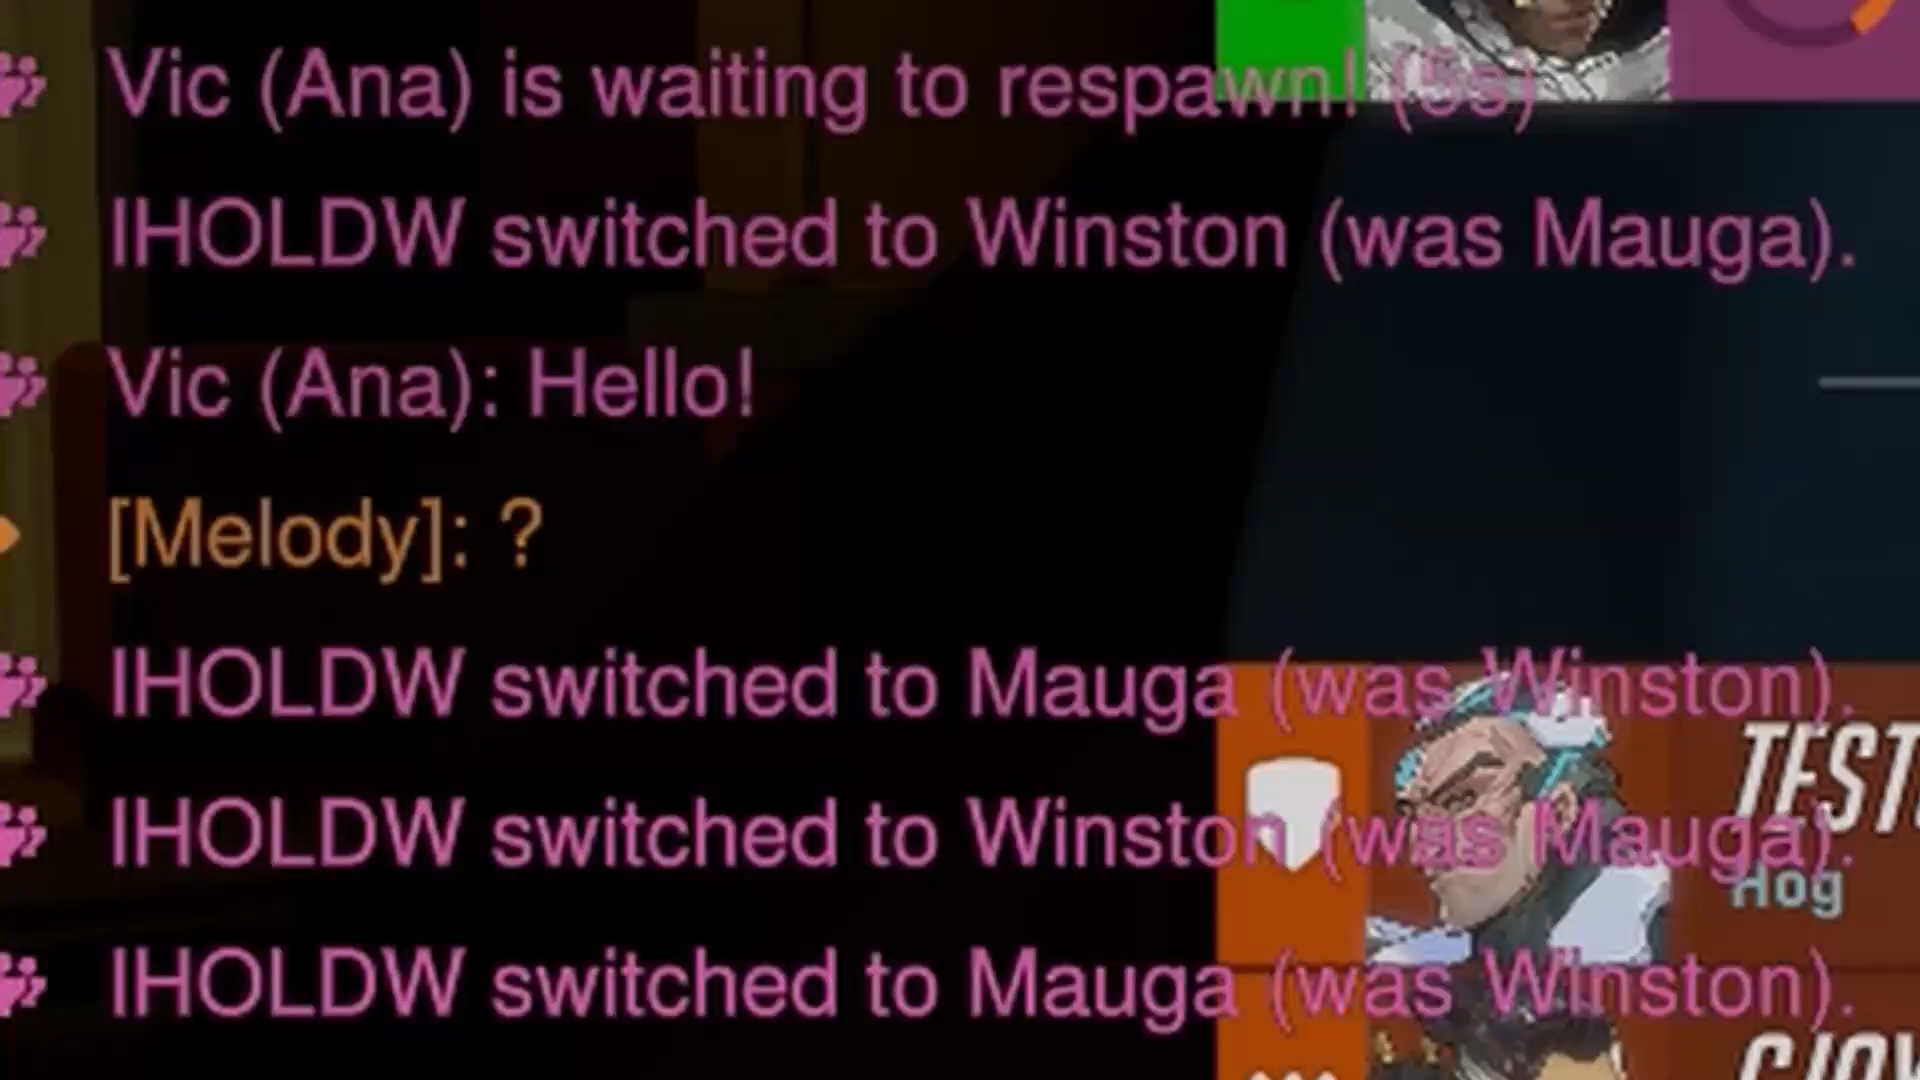 Vic (Ana) is waiting to respawn! (5s)
IHOLDW switched to Winston (was Mauga).
Vic (Ana): Hello!
[Melody]: ?
IHOLDW switched to Mauga (was Winston).
IHOLDW switched to Winston (was Mauga).
Hog
IHOLDW switched to Mauga (was Winston).